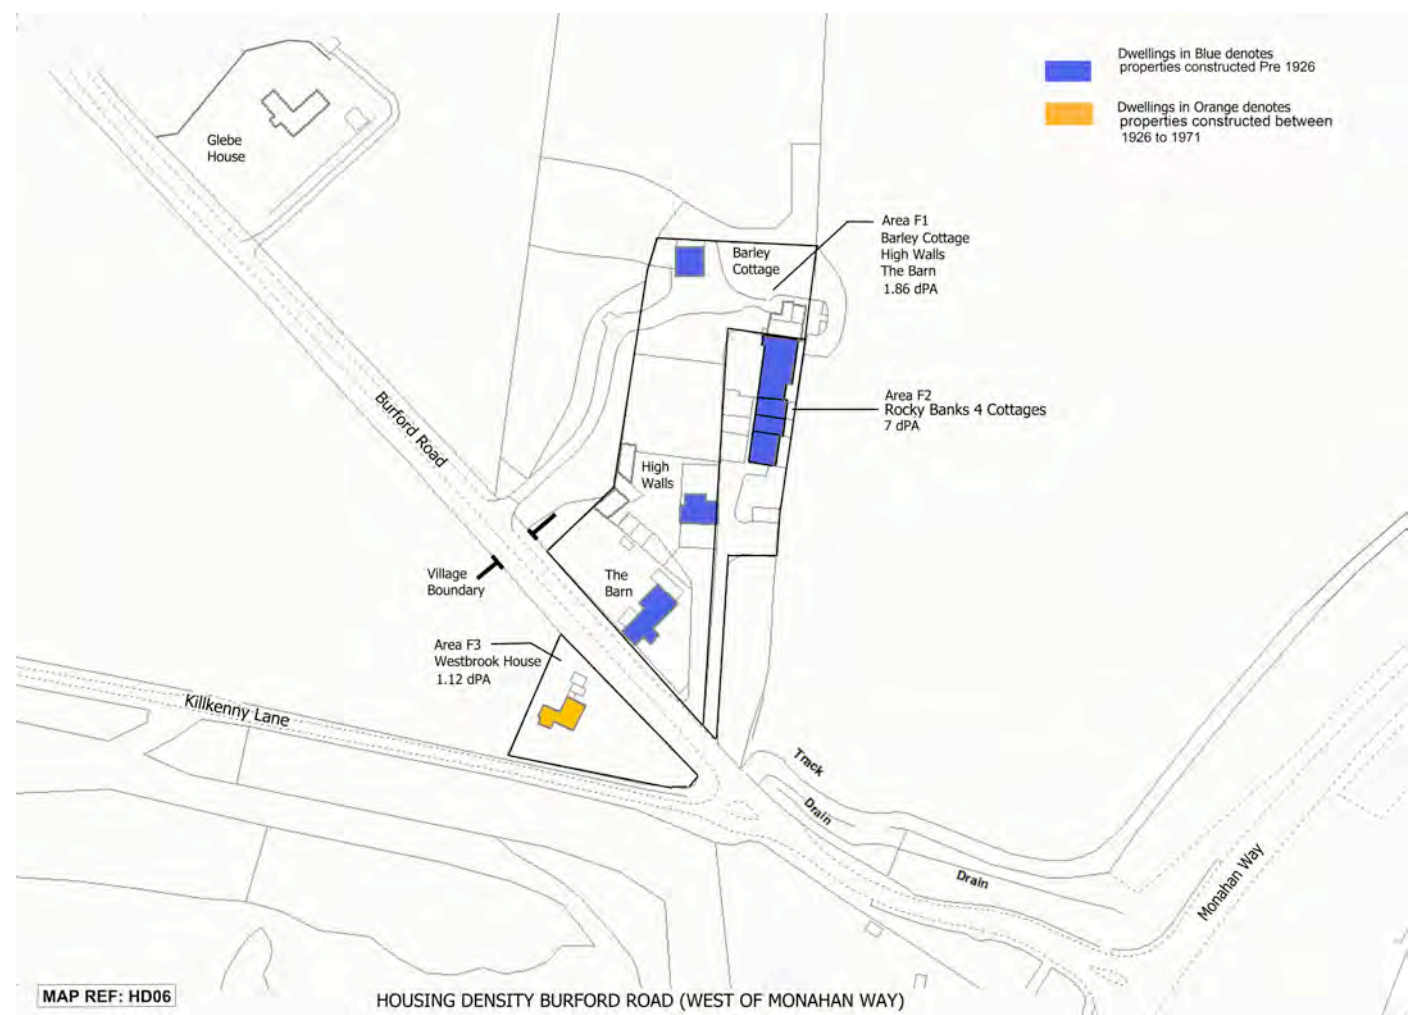 Dwellings in Blue denotes
properties constructed Pre 1926
Dwellings in Orange denotes
properties constructed between
1926 to 1971
Glebe
House
Area F1
Barley Cottage
High Walls
The Barn
1.86 dPA
Barley
Cottage
Area F2
Rocky Banks 4 Cottages
7 dPA
Burford Road
High
Walls
Village
Boundary
The
Barn
Area F3
Westbrook House
1.12 dPA
Killkenny Lane
Track
Drain
Drain
Monahan Way
MAP REF: HD06
HOUSING DENSITY BURFORD ROAD (WEST OF MONAHAN WAY)